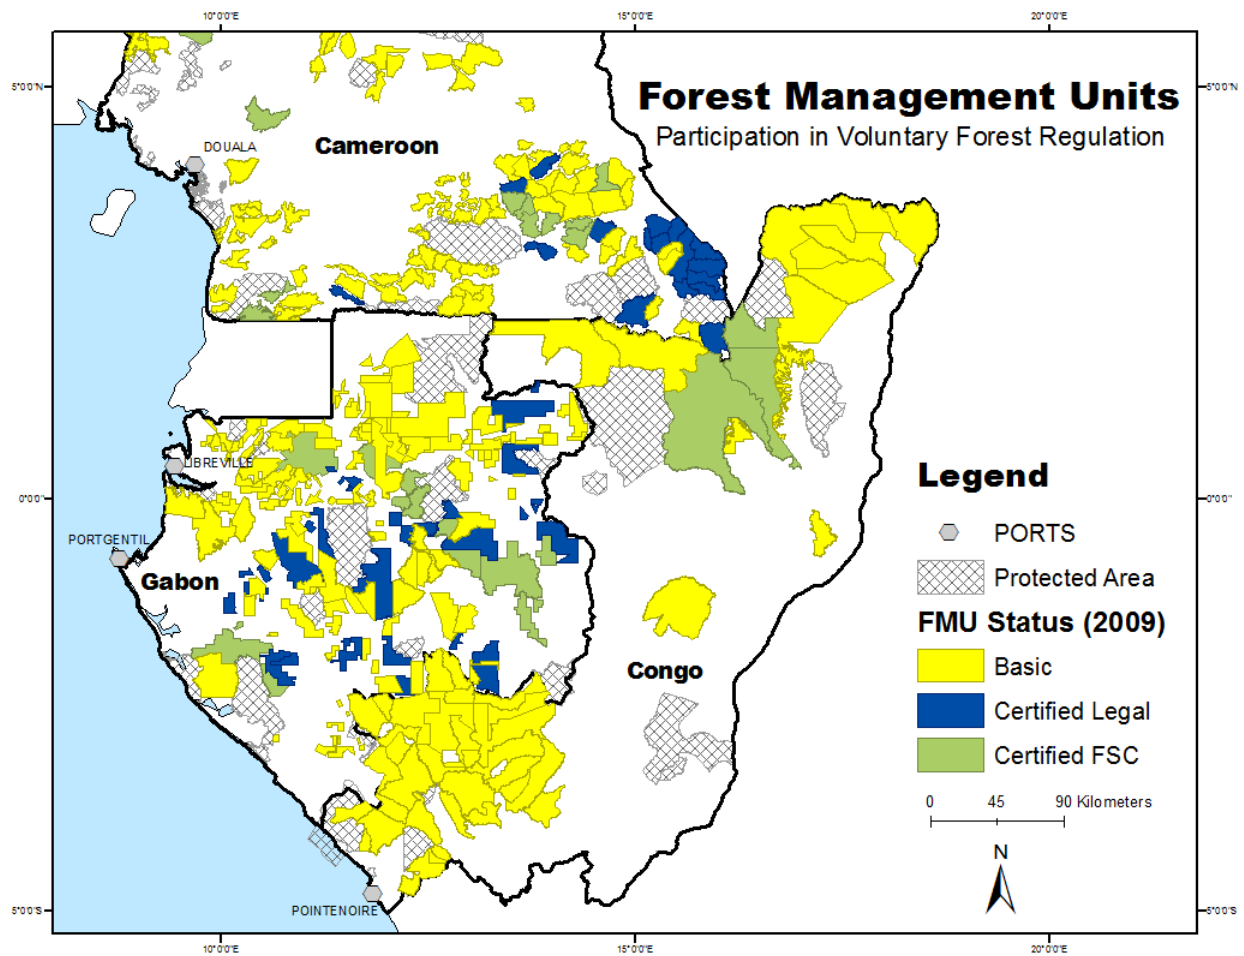 10°0'0"E 15°0'0"E 20°0'0"E
5°0'0"N 5°0'0"N
Forest Management Units
Participation in Voluntary Forest Regulation
Cameroon
DOUALA
LIBREVILLE
0°0'0" 0°0'0"
PORTGENTIL
Gabon
Congo
POINTENOIRE
Legend
PORTS
Protected Area
FMU Status (2009)
Basic
Certified Legal
Certified FSC
0 45 90 Kilometers
N
5°0'0"S 5°0'0"S
10°0'0"E 15°0'0"E 20°0'0"E